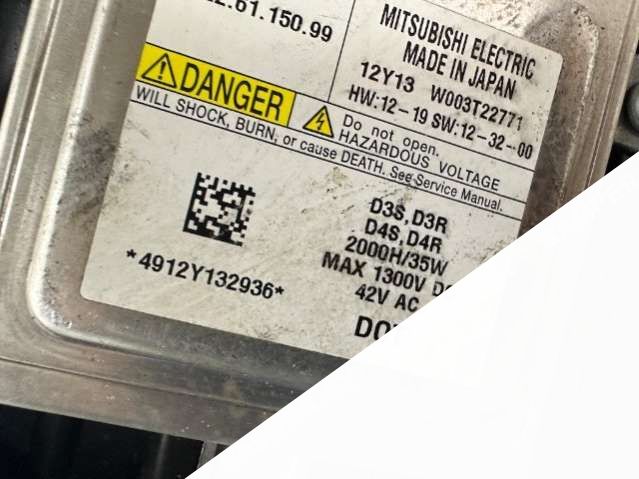 .61.150.99
MITSUBISHI ELECTRIC
MADE IN JAPAN
12Y13 W003T22771
HW:12-19 SW:12-32-00
DANGER
WILL SHOCK, BURN, or cause DEATH. See Service Manual.
Do not open.
HAZARDOUS VOLTAGE
D3S, D3R
D4S, D4R
2000H/35W
MAX 1300V
42V AC
*4912Y132936*